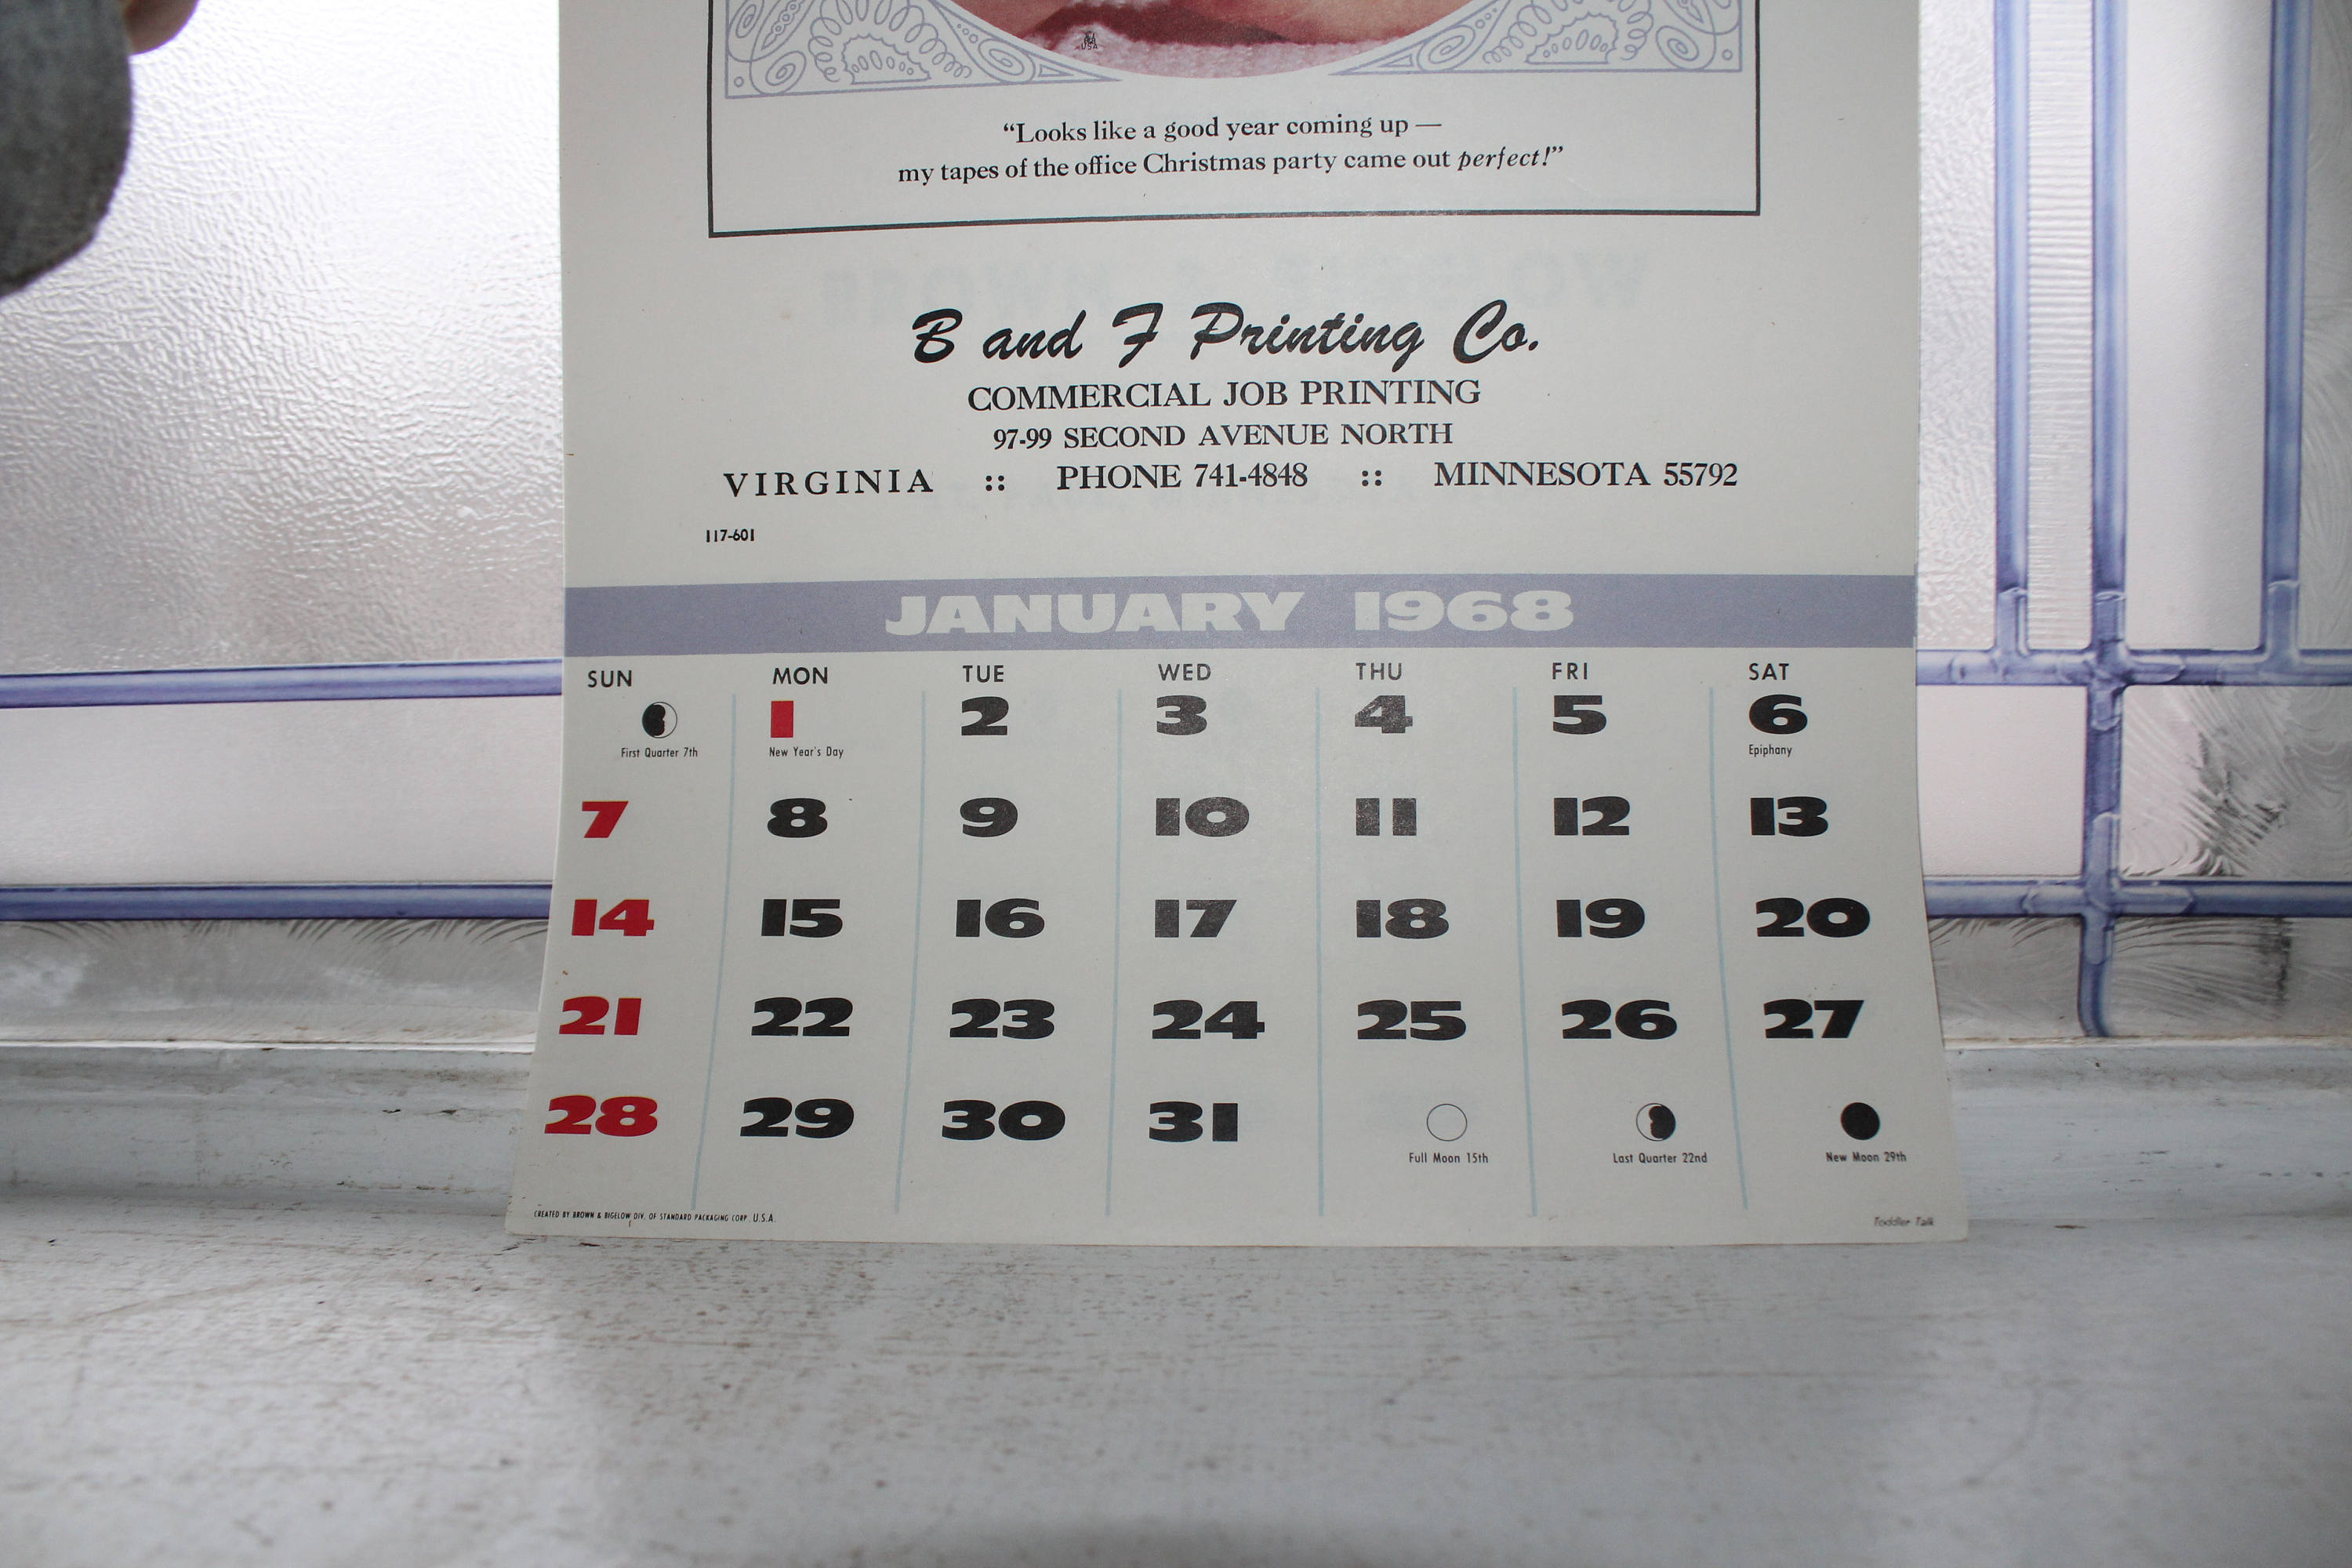 USA
“Looks like a good year coming up —
my tapes of the office Christmas party came out perfect!”
B and F Printing Co.
COMMERCIAL JOB PRINTING
97-99 SECOND AVENUE NORTH
VIRGINIA :: PHONE 741-4848 :: MINNESOTA 55792
117-601
JANUARY 1968
SUN MON TUE WED THU FRI SAT
1 2 3 4 5 6
First Quarter 7th New Year's Day Epiphany
7 8 9 10 11 12 13
14 15 16 17 18 19 20
21 22 23 24 25 26 27
28 29 30 31
Full Moon 15th Last Quarter 22nd New Moon 29th
CREATED BY BROWN & BIGELOW DIV. OF STANDARD PACKAGING CORP. U.S.A.
Toddler Talk